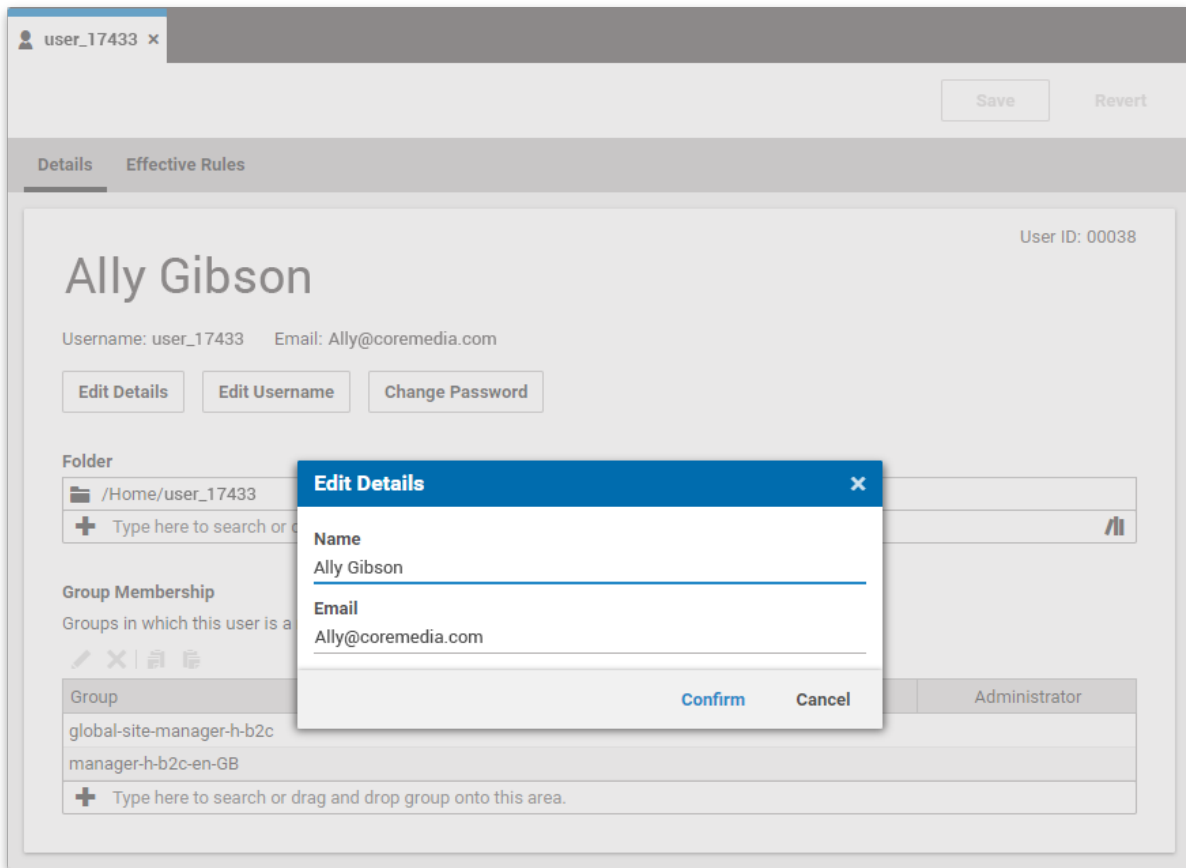 user_17433 ×
Save Revert
Details Effective Rules
User ID: 00038
Ally Gibson
Username: user_17433 Email: Ally@coremedia.com
Edit Details Edit Username Change Password
Folder
/Home/user_17433
Type here to search or
Edit Details ×
Name
Ally Gibson
Email
Ally@coremedia.com
Confirm Cancel
Group Membership
Groups in which this user is a
Group Administrator
global-site-manager-h-b2c
manager-h-b2c-en-GB
Type here to search or drag and drop group onto this area.